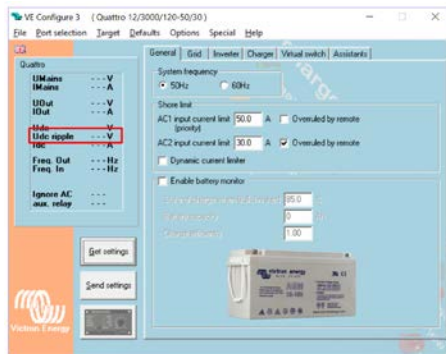 VE Configure 3 ( Quattro 12/3000/120-50/30 )
File Port selection Target Defaults Options Special Help
Quattro
UMains - - - V
IMains - - - A
UOut - - - V
IOut - - - A
Udc - - - V
Udc ripple - - - V
Idc - - - A
Freq. Out - - - Hz
Freq. In - - - Hz
Ignore AC - - -
aux. relay - - -
Get settings
Send settings
Victron Energy
General Grid Inverter Charger Virtual switch Assistants
System frequency
50Hz 60Hz
Shore limit
AC1 input current limit 50.0 A Overruled by remote
(priority)
AC2 input current limit 30.0 A Overruled by remote
Dynamic current limiter
Enable battery monitor
85.0
0
1.00
victron energy